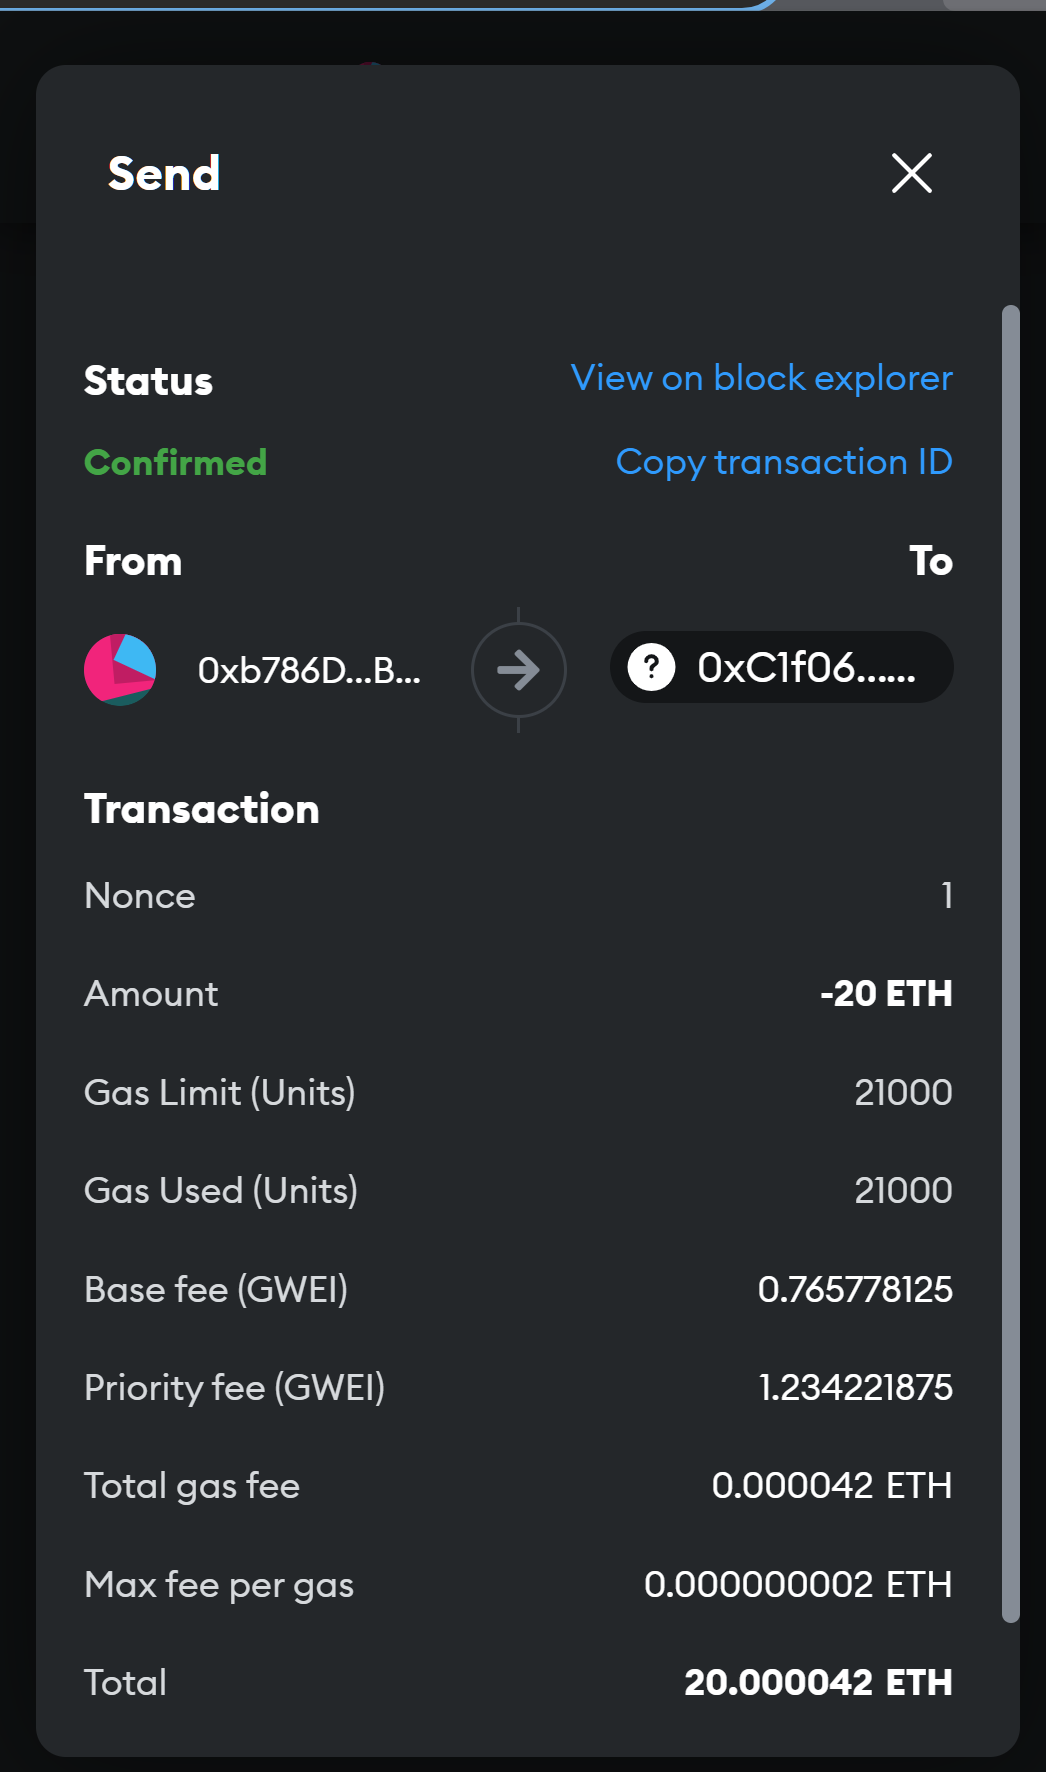 Send
Status View on block explorer
Confirmed Copy transaction ID
From To
0xb786D...B... ? 0xC1f06......
Transaction
Nonce 1
Amount -20 ETH
Gas Limit (Units) 21000
Gas Used (Units) 21000
Base fee (GWEI) 0.765778125
Priority fee (GWEI) 1.234221875
Total gas fee 0.000042 ETH
Max fee per gas 0.000000002 ETH
Total 20.000042 ETH